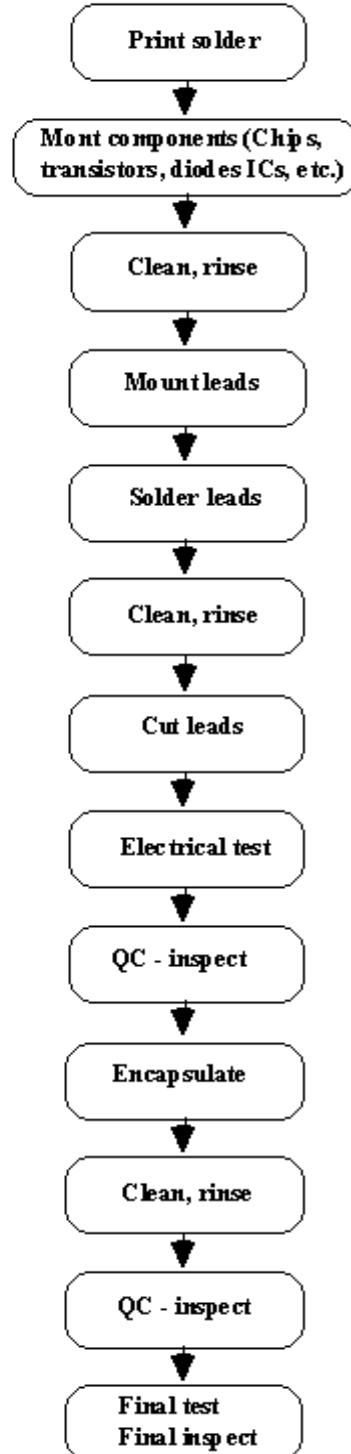 Print solder
Mont components (Chips,
transistors, diodes ICs, etc.)
Clean, rinse
Mount leads
Solder leads
Clean, rinse
Cut leads
Electrical test
QC - inspect
Encapsulate
Clean, rinse
QC - inspect
Final test
Final inspect